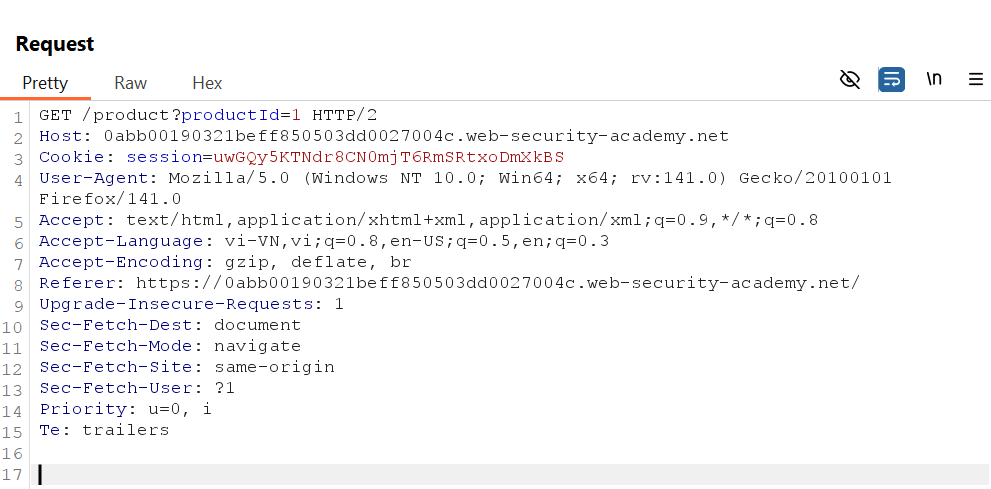 Request
Pretty Raw Hex
\n
1 GET /product?productId=1 HTTP/2
2 Host: 0abb00190321beff850503dd0027004c.web-security-academy.net
3 Cookie: session=uwGQy5KTNdr8CN0mjT6RmSRtxoDmXkBS
4 User-Agent: Mozilla/5.0 (Windows NT 10.0; Win64; x64; rv:141.0) Gecko/20100101
Firefox/141.0
5 Accept: text/html,application/xhtml+xml,application/xml;q=0.9,*/*;q=0.8
6 Accept-Language: vi-VN,vi;q=0.8,en-US;q=0.5,en;q=0.3
7 Accept-Encoding: gzip, deflate, br
8 Referer: https://0abb00190321beff850503dd0027004c.web-security-academy.net/
9 Upgrade-Insecure-Requests: 1
10 Sec-Fetch-Dest: document
11 Sec-Fetch-Mode: navigate
12 Sec-Fetch-Site: same-origin
13 Sec-Fetch-User: ?1
14 Priority: u=0, i
15 Te: trailers
16
17